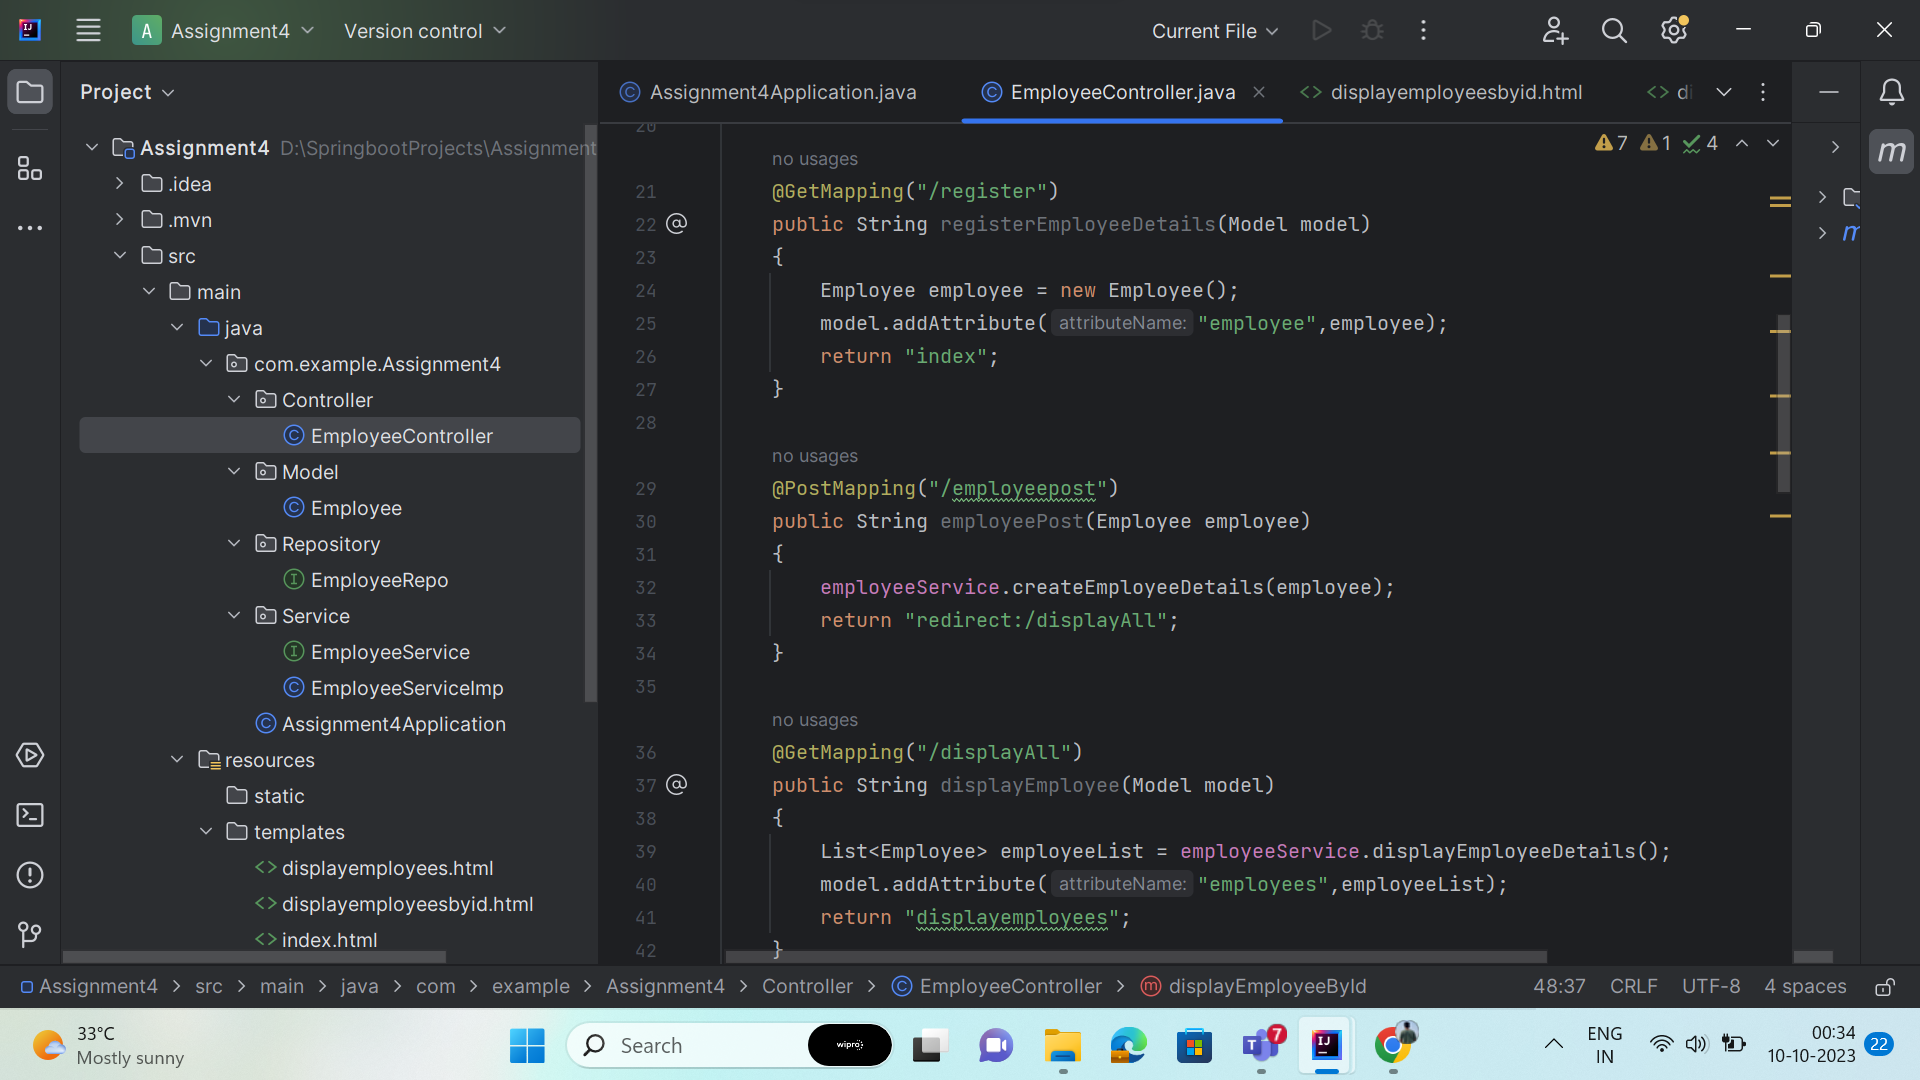 A Assignment4 Version control Current File
Project
Assignment4Application.java EmployeeController.java displayemployeesbyid.html di
Assignment4 D:\SpringbootProjects\Assignment
.idea
.mvn
src
main
java
com.example.Assignment4
Controller
EmployeeController
Model
Employee
Repository
EmployeeRepo
Service
EmployeeService
EmployeeServiceImp
Assignment4Application
resources
static
templates
displayemployees.html
displayemployeesbyid.html
index.html
7 1 4
20
no usages
21 @GetMapping("/register")
22 public String registerEmployeeDetails(Model model)
23 {
24 Employee employee = new Employee();
25 model.addAttribute( attributeName: "employee",employee);
26 return "index";
27 }
28
no usages
29 @PostMapping("/employeepost")
30 public String employeePost(Employee employee)
31 {
32 employeeService.createEmployeeDetails(employee);
33 return "redirect:/displayAll";
34 }
35
no usages
36 @GetMapping("/displayAll")
37 public String displayEmployee(Model model)
38 {
39 List<Employee> employeeList = employeeService.displayEmployeeDetails();
40 model.addAttribute( attributeName: "employees",employeeList);
41 return "displayemployees";
42 }
m
m
Assignment4 > src > main > java > com > example > Assignment4 > Controller > EmployeeController > displayEmployeeById 48:37 CRLF UTF-8 4 spaces
33°C
Mostly sunny
Search
wipro
7
ENG
IN
00:34
10-10-2023
22